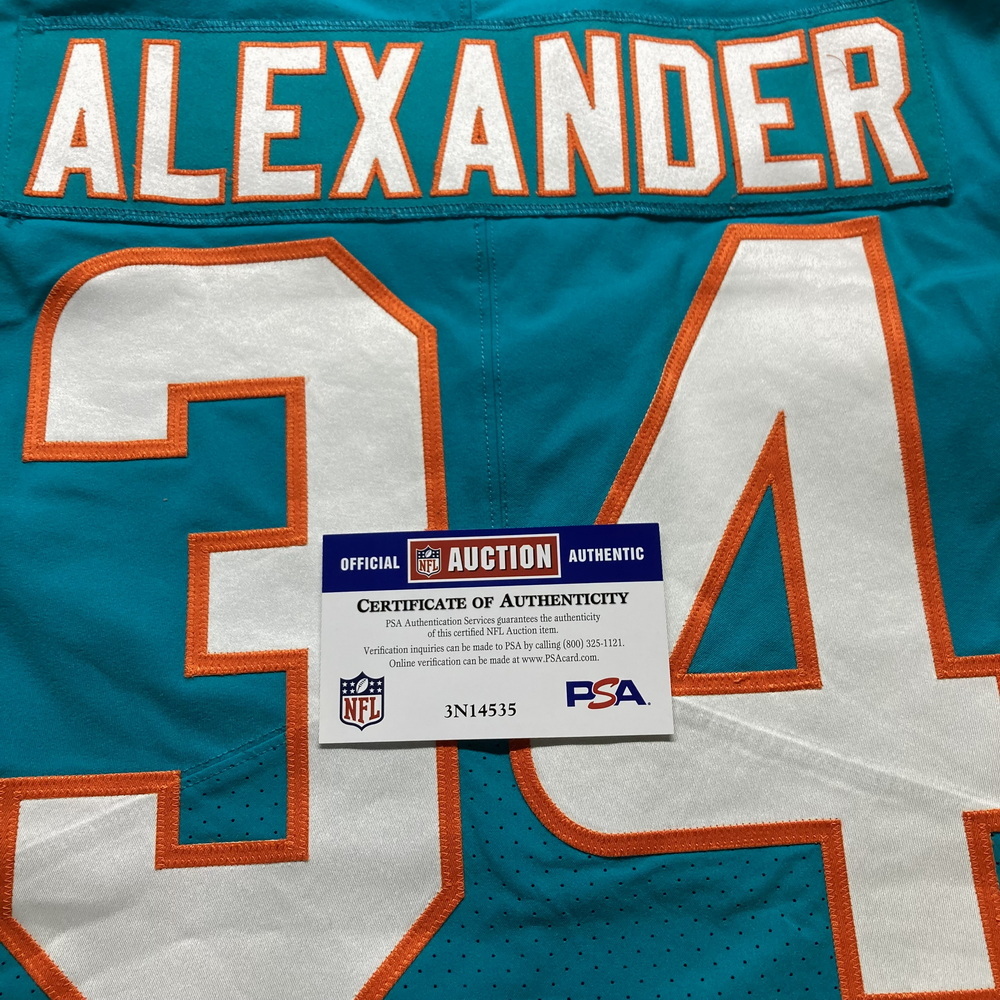 ALEXANDER
34
OFFICIAL NFL AUCTION AUTHENTIC
CERTIFICATE OF AUTHENTICITY
PSA Authentication Services guarantees the authenticity
of this certified NFL Auction item.
Verification inquiries can be made to PSA by calling (800) 325-1121.
Online verification can be made at www.PSAcard.com.
NFL 3N14535 PSA